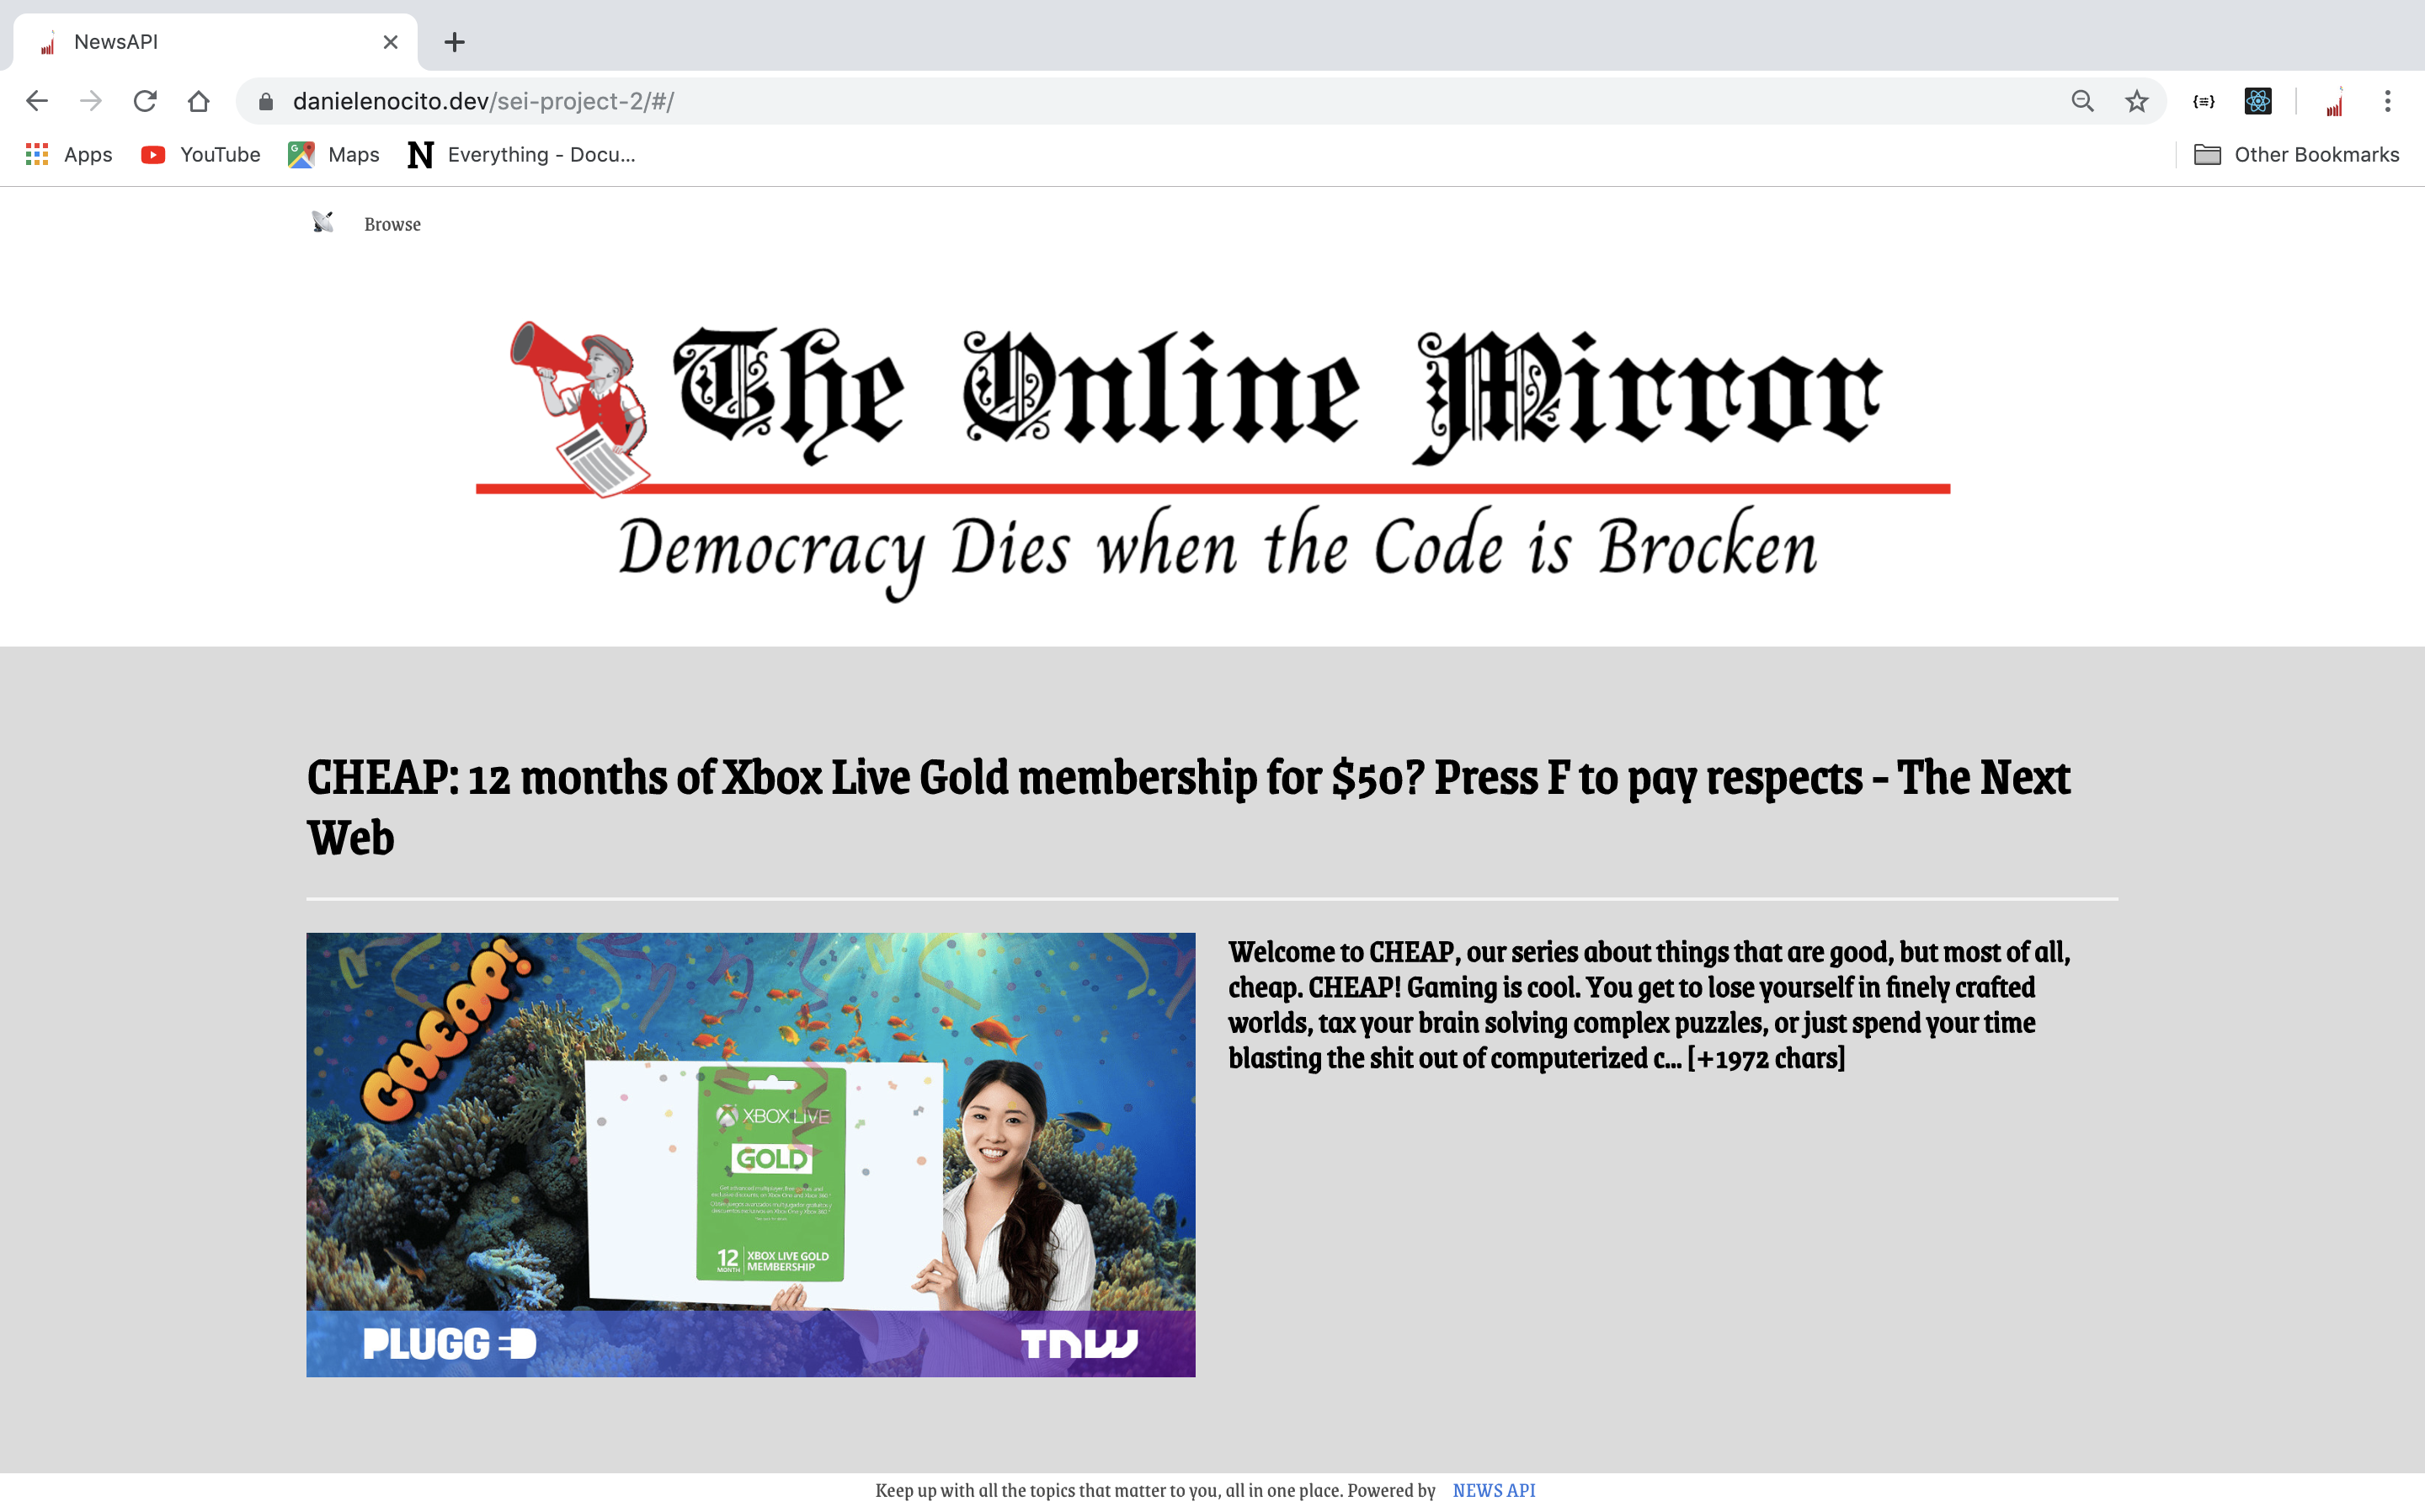 NewsAPI
danielenocito.dev/sei-project-2/#/
Apps YouTube Maps Everything - Docu... Other Bookmarks
Browse
The Online Mirror
Democracy Dies when the Code is Brocken
CHEAP: 12 months of Xbox Live Gold membership for $50? Press F to pay respects - The Next
Web
CHEAP!
XBOX LIVE
GOLD
12 MONTH
XBOX LIVE GOLD
MEMBERSHIP
PLUGGED
TNW
Welcome to CHEAP, our series about things that are good, but most of all,
cheap. CHEAP! Gaming is cool. You get to lose yourself in finely crafted
worlds, tax your brain solving complex puzzles, or just spend your time
blasting the shit out of computerized c... [+1972 chars]
Keep up with all the topics that matter to you, all in one place. Powered by NEWS API